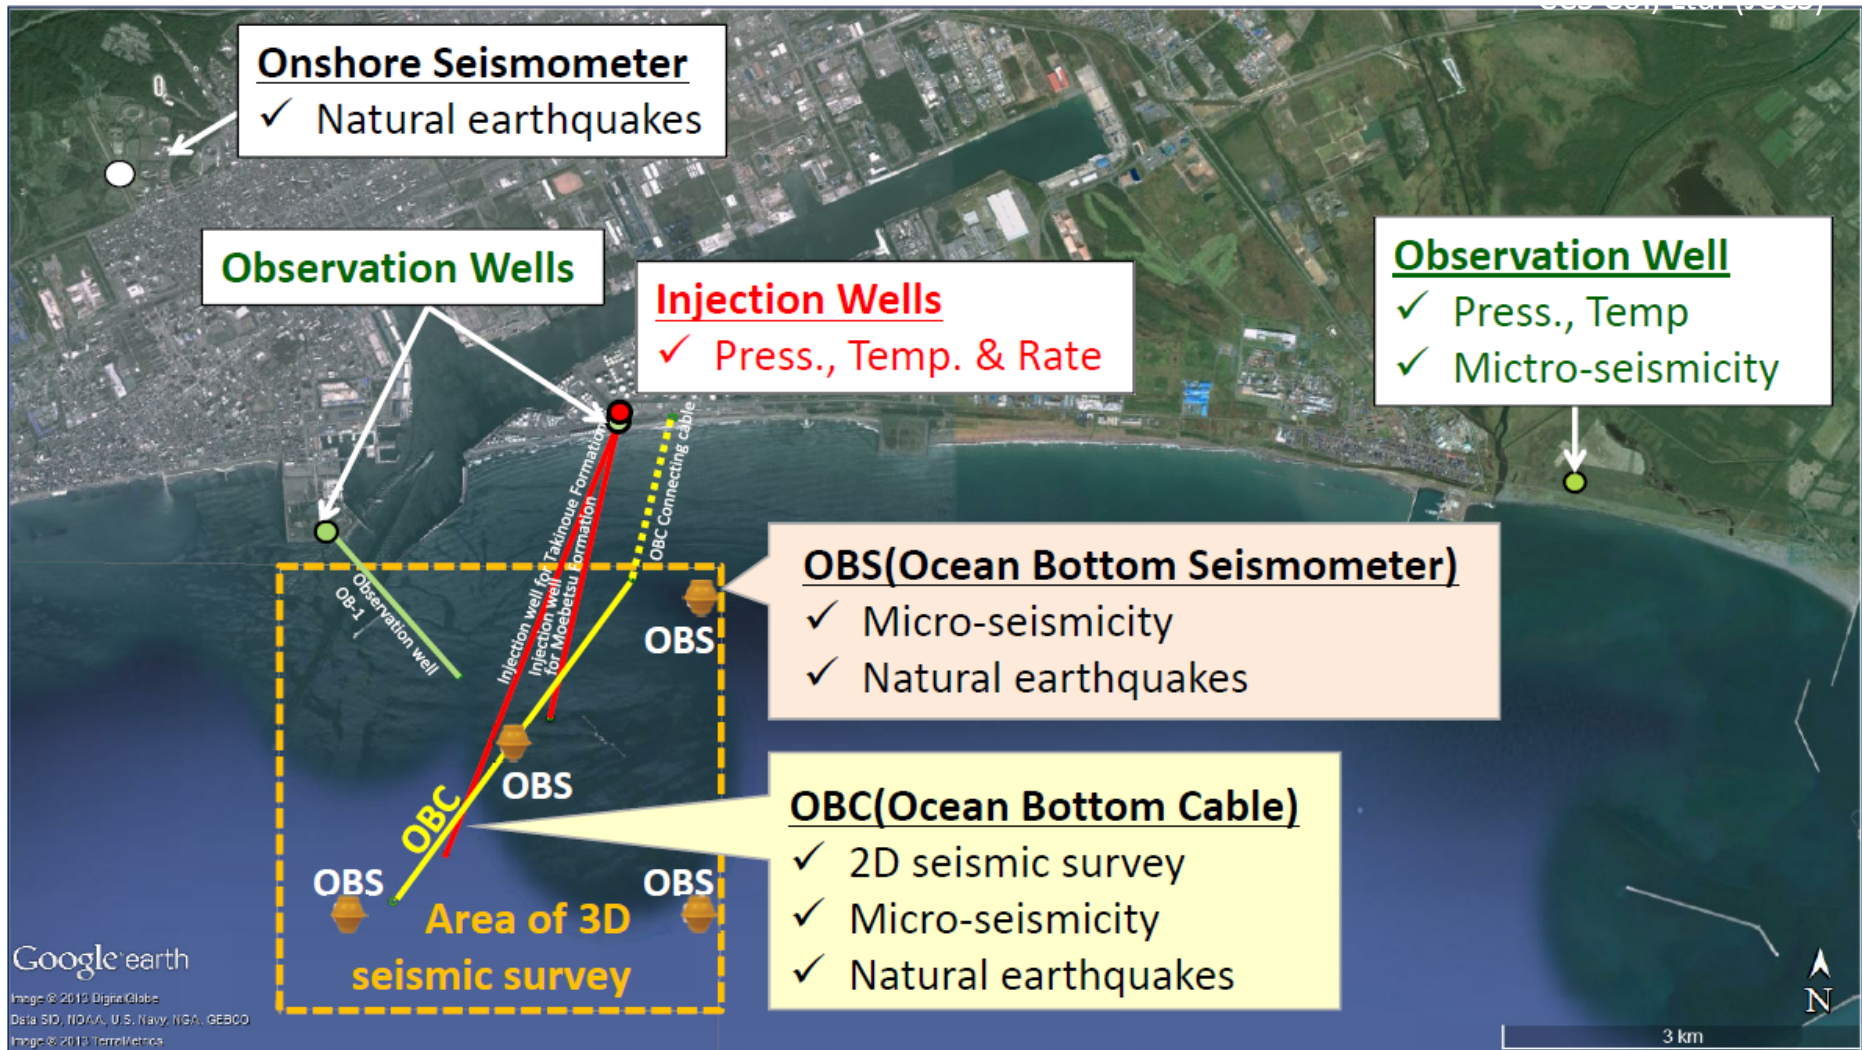 Onshore Seismometer
✓ Natural earthquakes
Observation Wells
Injection Wells
✓ Press., Temp. & Rate
Observation Well
✓ Press., Temp
✓ Mictro-seismicity
Injection well for Takinoue Formation
Injection well
for Moebetsu Formation
OBC Connecting cable
Observation well
OB-1
OBS(Ocean Bottom Seismometer)
✓ Micro-seismicity
✓ Natural earthquakes
OBS
OBS
OBC
OBC(Ocean Bottom Cable)
✓ 2D seismic survey
✓ Micro-seismicity
✓ Natural earthquakes
OBS
OBS
Area of 3D
seismic survey
Google earth
Image © 2013 DigitalGlobe
Data SIO, NOAA, U.S. Navy, NGA, GEBCO
Image © 2013 TerraMetrics
N
3 km